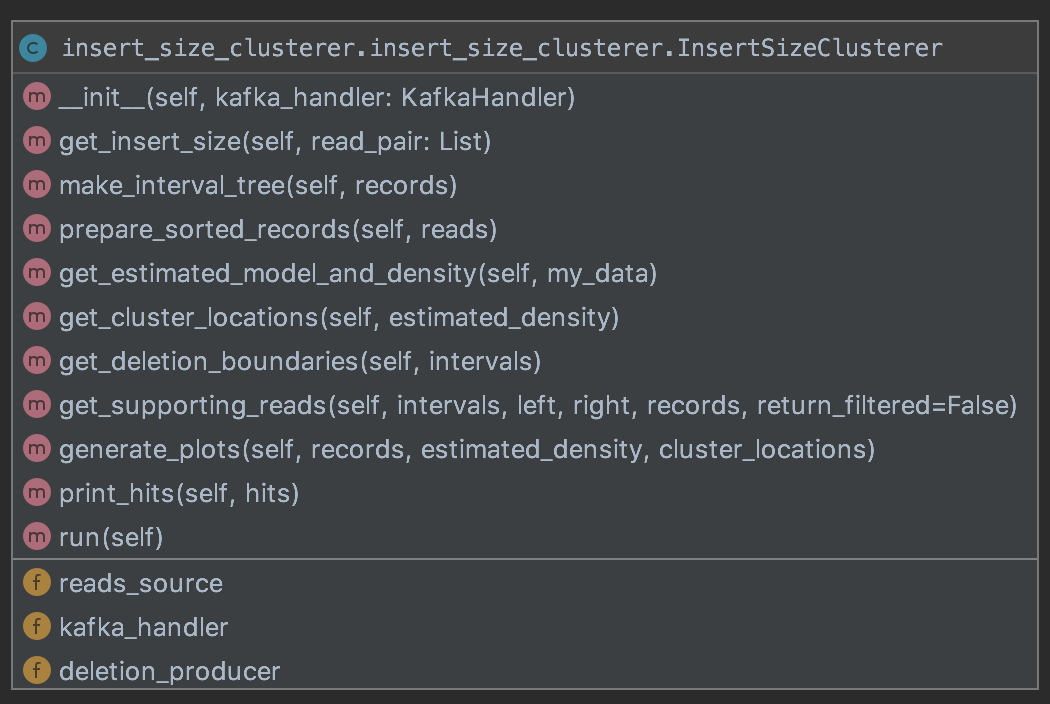 C insert_size_clusterer.insert_size_clusterer.InsertSizeClusterer
m __init__(self, kafka_handler: KafkaHandler)
m get_insert_size(self, read_pair: List)
m make_interval_tree(self, records)
m prepare_sorted_records(self, reads)
m get_estimated_model_and_density(self, my_data)
m get_cluster_locations(self, estimated_density)
m get_deletion_boundaries(self, intervals)
m get_supporting_reads(self, intervals, left, right, records, return_filtered=False)
m generate_plots(self, records, estimated_density, cluster_locations)
m print_hits(self, hits)
m run(self)
f reads_source
f kafka_handler
f deletion_producer